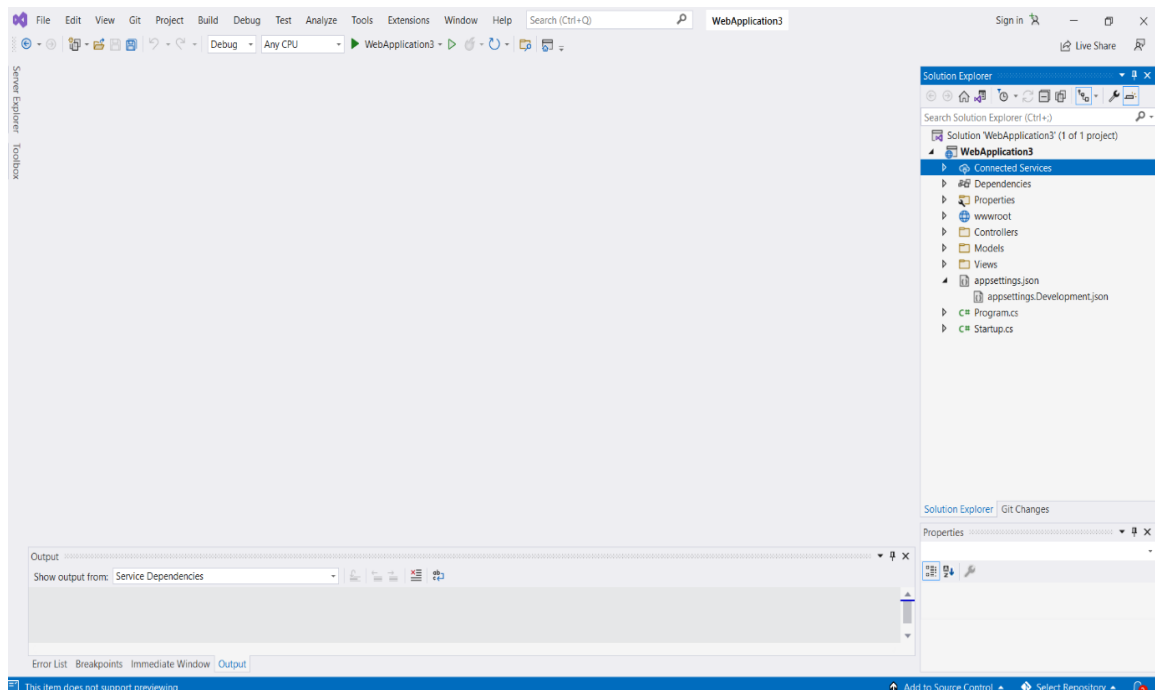 File Edit View Git Project Build Debug Test Analyze Tools Extensions Window Help Search (Ctrl+Q) WebApplication3 Sign in
Debug Any CPU WebApplication3 Live Share
Server Explorer
Toolbox
Solution Explorer
Search Solution Explorer (Ctrl+;)
Solution 'WebApplication3' (1 of 1 project)
WebApplication3
Connected Services
Dependencies
Properties
wwwroot
Controllers
Models
Views
appsettings.json
appsettings.Development.json
C# Program.cs
C# Startup.cs
Solution Explorer Git Changes
Properties
Output
Show output from: Service Dependencies
Error List Breakpoints Immediate Window Output
This item does not support previewing Add to Source Control Select Repository